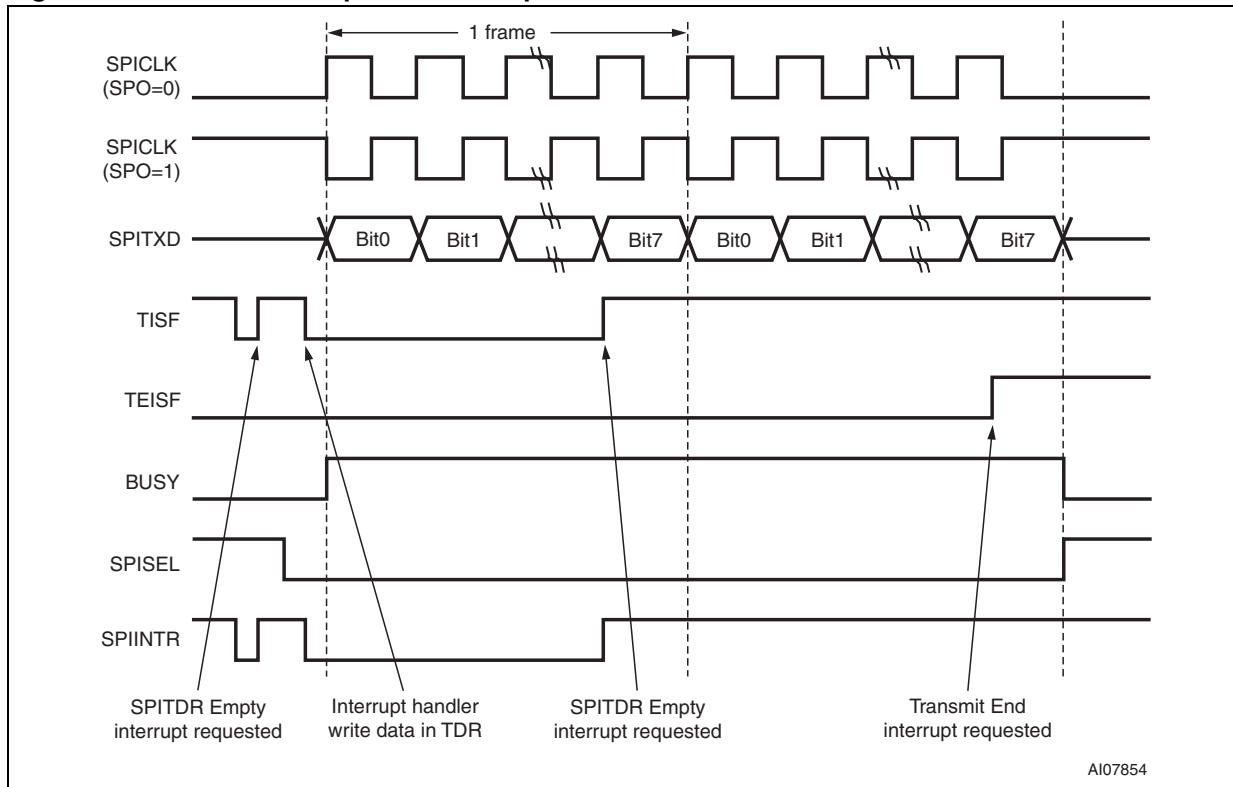 1 frame
SPICLK
(SPO=0)
SPICLK
(SPO=1)
SPITXD
Bit0
Bit1
Bit7
Bit0
Bit1
Bit7
TISF
TEISF
BUSY
SPISEL
SPIINTR
SPITDR Empty
interrupt requested
Interrupt handler
write data in TDR
SPITDR Empty
interrupt requested
Transmit End
interrupt requested
AI07854